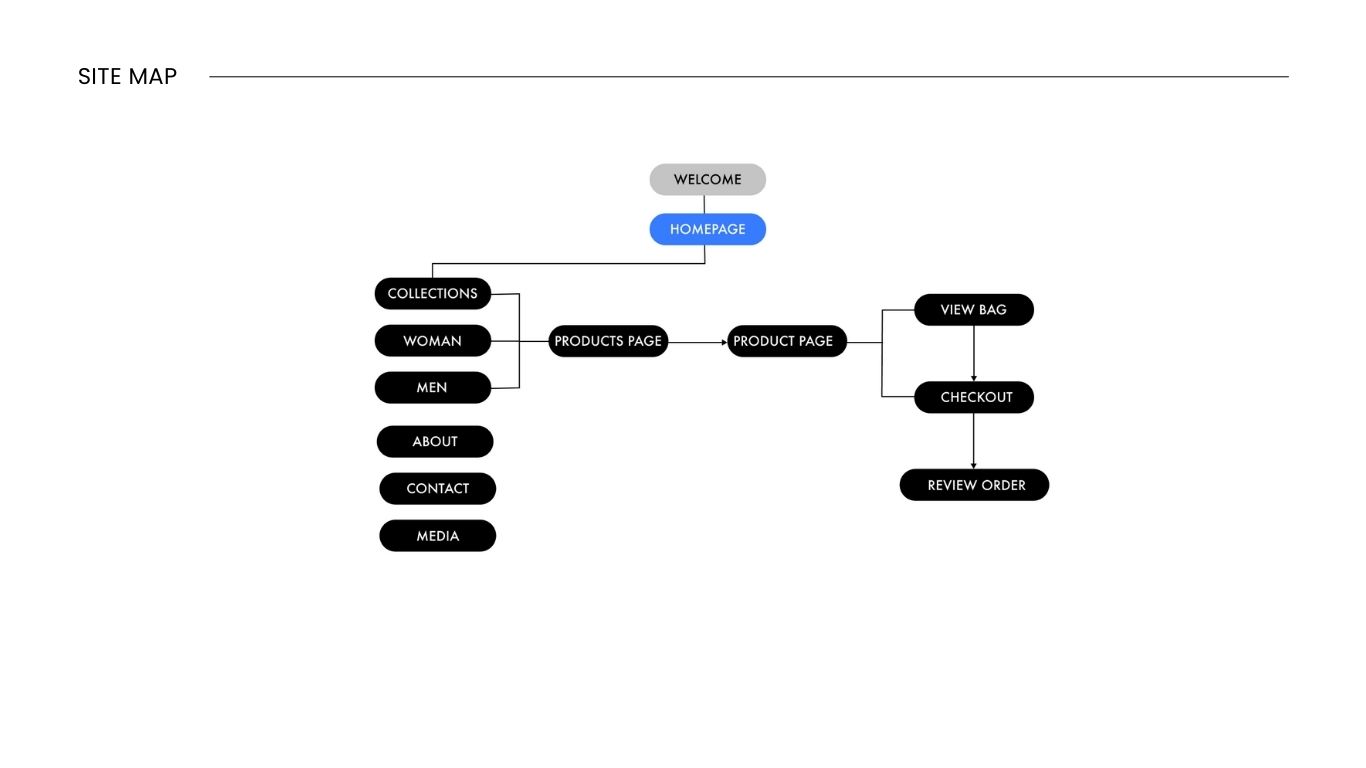 SITE MAP
WELCOME
HOMEPAGE
COLLECTIONS
WOMAN
MEN
ABOUT
CONTACT
MEDIA
PRODUCTS PAGE
PRODUCT PAGE
VIEW BAG
CHECKOUT
REVIEW ORDER